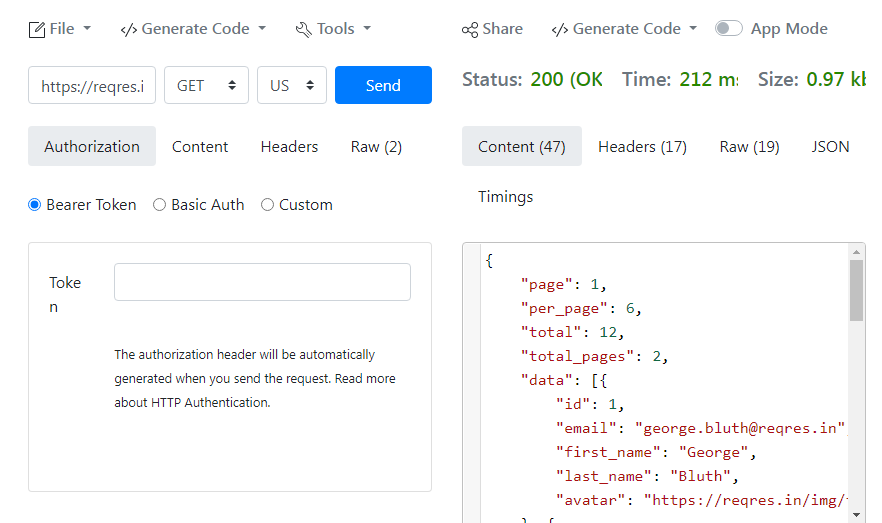 File Generate Code Tools
https://reqres.i GET US Send
Authorization Content Headers Raw (2)
Bearer Token Basic Auth Custom
Toke
n
The authorization header will be automatically
generated when you send the request. Read more
about HTTP Authentication.
Share Generate Code App Mode
Status: 200 (OK Time: 212 ms Size: 0.97 kb
Content (47) Headers (17) Raw (19) JSON
Timings
{
"page": 1,
"per_page": 6,
"total": 12,
"total_pages": 2,
"data": [{
"id": 1,
"email": "george.bluth@reqres.in",
"first_name": "George",
"last_name": "Bluth",
"avatar": "https://reqres.in/img/
}, {